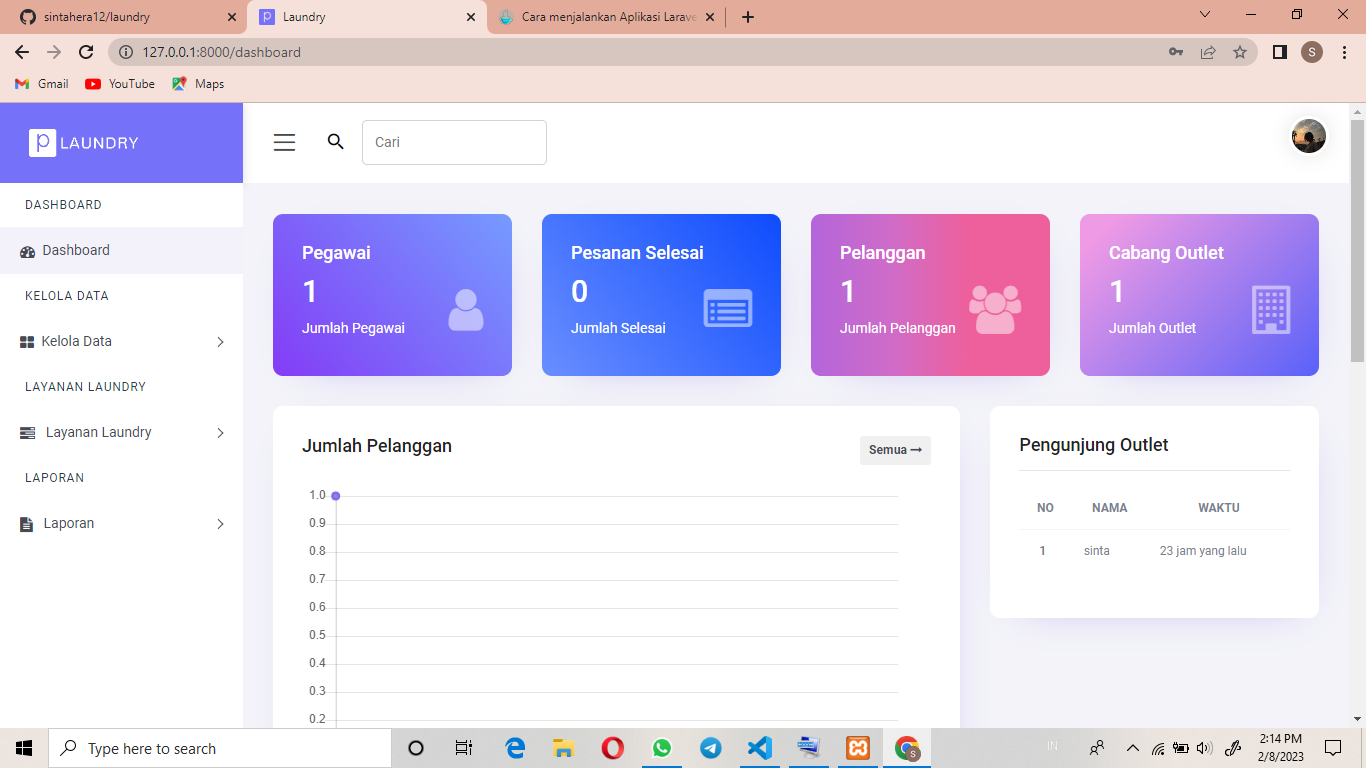 sintahera12/laundry
Laundry
Cara menjalankan Aplikasi Larave
127.0.0.1:8000/dashboard
S
Gmail
YouTube
Maps
p LAUNDRY
Cari
DASHBOARD
Dashboard
KELOLA DATA
Kelola Data
LAYANAN LAUNDRY
Layanan Laundry
LAPORAN
Laporan
Pegawai
1
Jumlah Pegawai
Pesanan Selesai
0
Jumlah Selesai
Pelanggan
1
Jumlah Pelanggan
Cabang Outlet
1
Jumlah Outlet
Jumlah Pelanggan
Semua
1.0
0.9
0.8
0.7
0.6
0.5
0.4
0.3
0.2
Pengunjung Outlet
NO NAMA WAKTU
1 sinta 23 jam yang lalu
Type here to search
S
IN
2:14 PM
2/8/2023